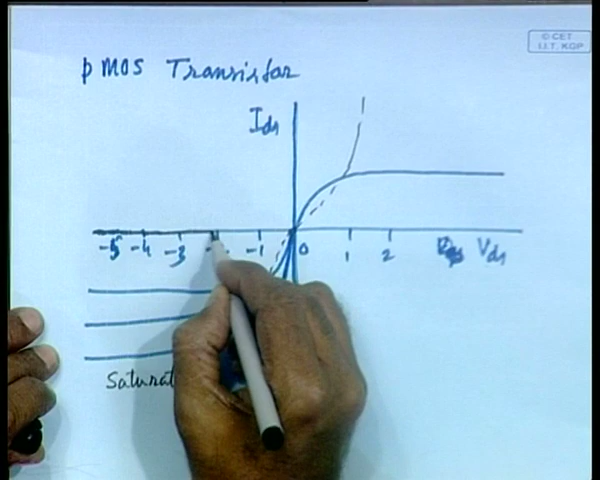 © CET
I.I.T. KGP
pMOS Transistor
Ids
-5 -4 -3 -1 0 1 2 Vds
Saturat